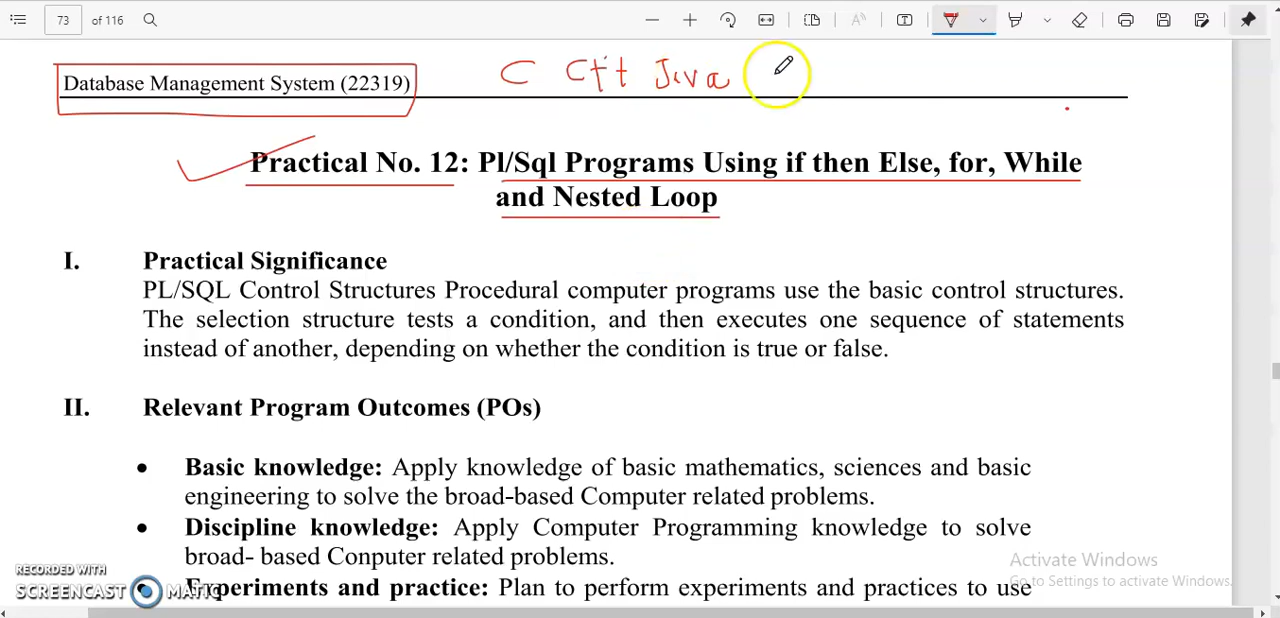 73 of 116
Database Management System (22319)
C C++ Java
Practical No. 12: Pl/Sql Programs Using if then Else, for, While
and Nested Loop
I. Practical Significance
PL/SQL Control Structures Procedural computer programs use the basic control structures.
The selection structure tests a condition, and then executes one sequence of statements
instead of another, depending on whether the condition is true or false.
II. Relevant Program Outcomes (POs)
• Basic knowledge: Apply knowledge of basic mathematics, sciences and basic
engineering to solve the broad-based Computer related problems.
• Discipline knowledge: Apply Computer Programming knowledge to solve
broad- based Conputer related problems.
• Experiments and practice: Plan to perform experiments and practices to use
Activate Windows
Go to Settings to activate Windows.
RECORDED WITH
SCREENCAST MATIC